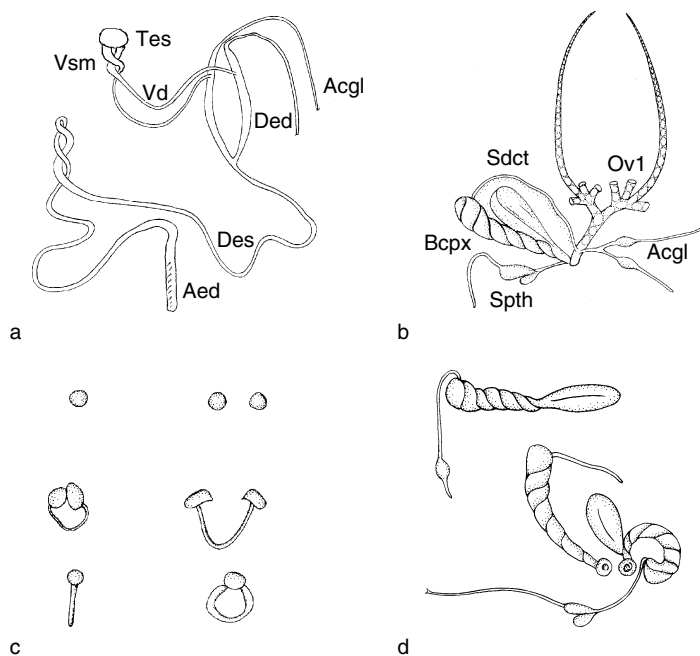 Tes
Vsm
Vd
Acgl
Ded
Des
Aed
a
Sdct
Ov1
Bcpx
Acgl
Spth
b
c
d